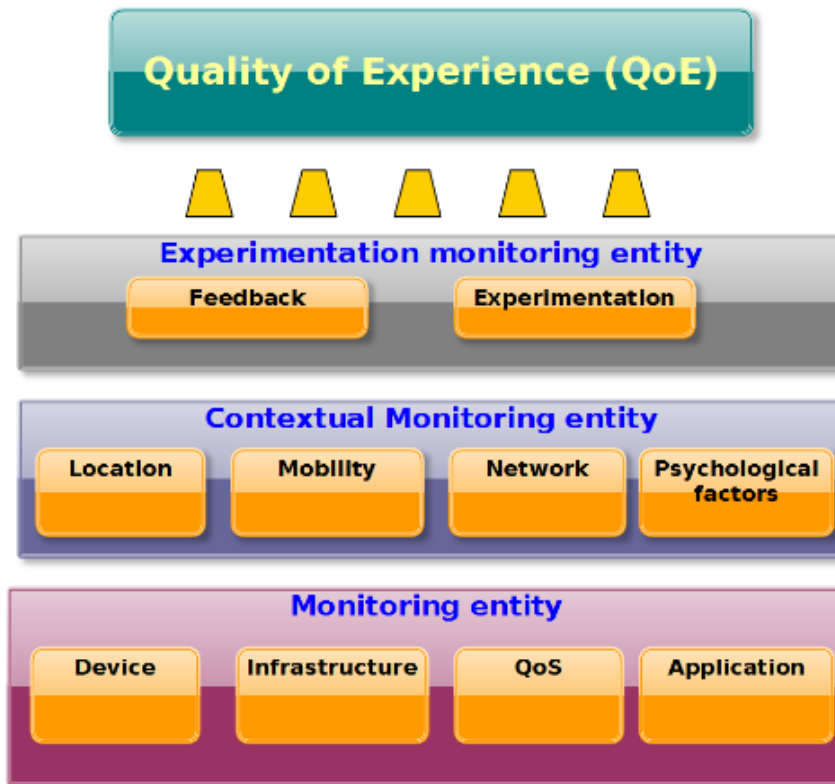 Quality of Experience (QoE)
Experimentation monitoring entity
Feedback
Experimentation
Contextual Monitoring entity
Location
Mobility
Network
Psychological
factors
Monitoring entity
Device
Infrastructure
QoS
Application